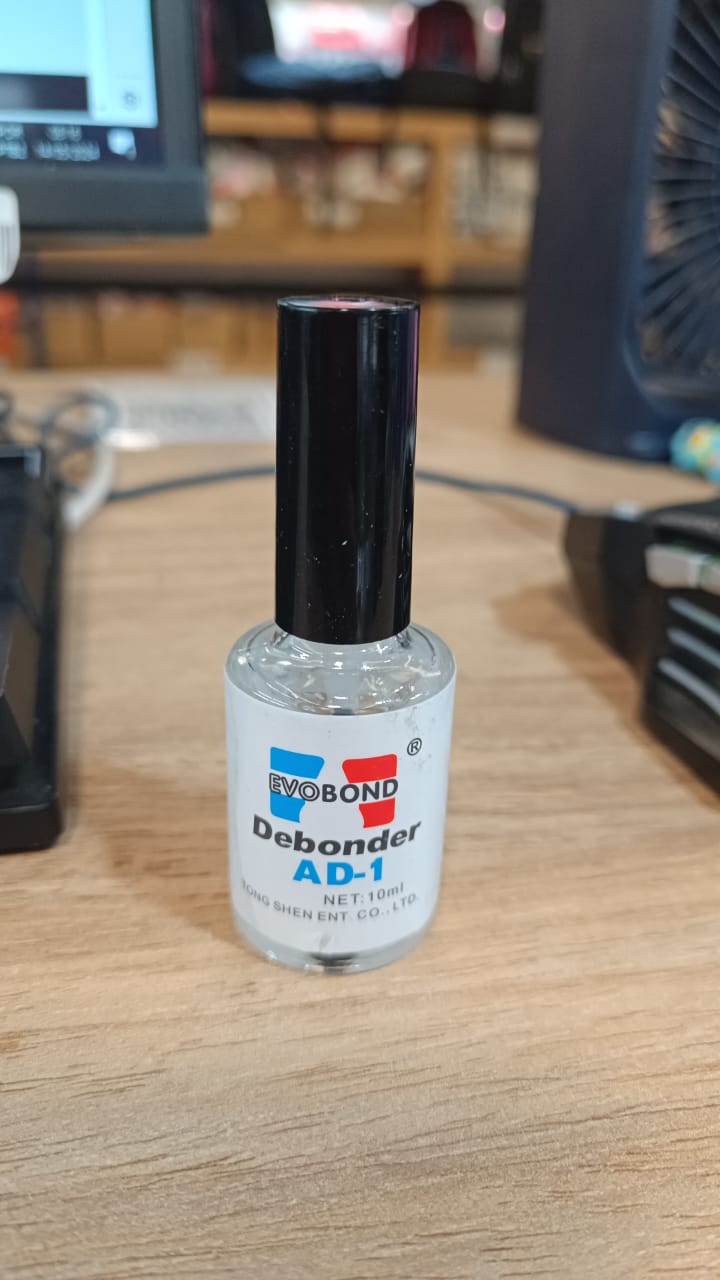 EVOBOND ®
Debonder
AD-1
NET:10ml
SHEN ENT. CO., LTD.